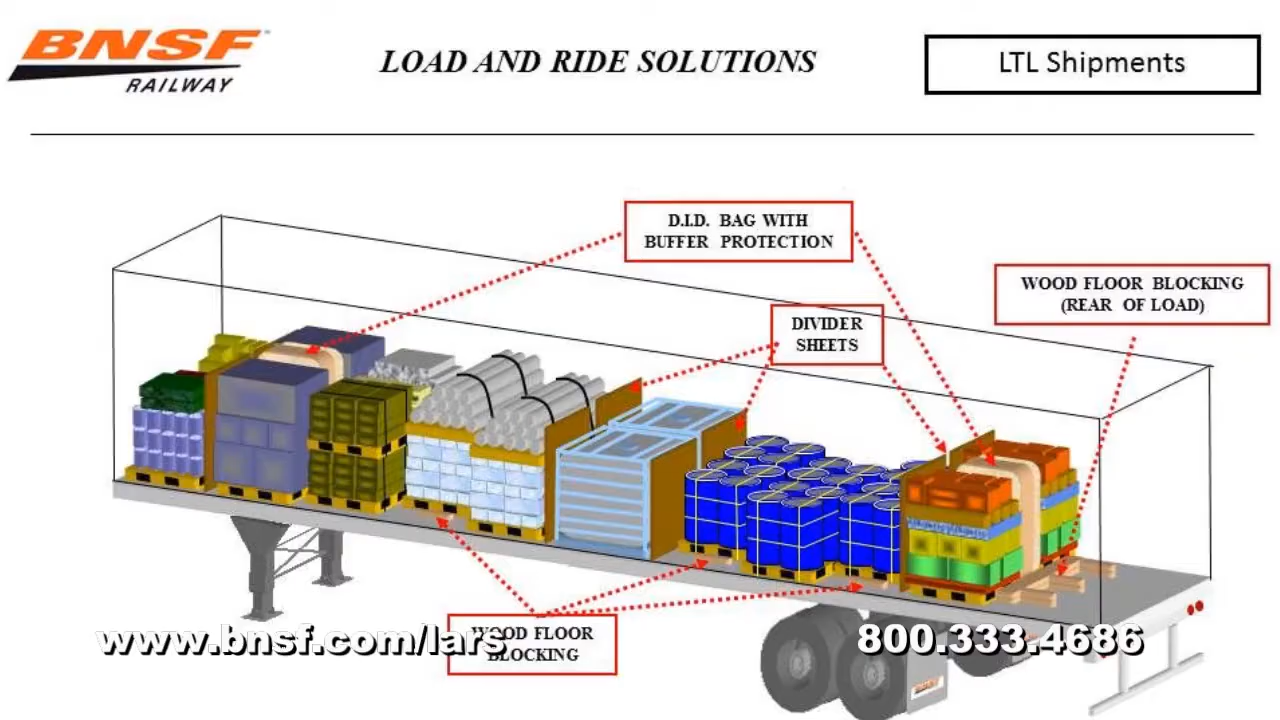 BNSF
RAILWAY
LOAD AND RIDE SOLUTIONS
LTL Shipments
D.I.D. BAG WITH
BUFFER PROTECTION
WOOD FLOOR BLOCKING
(REAR OF LOAD)
DIVIDER
SHEETS
WOOD FLOOR
BLOCKING
www.bnsf.com/lars
800.333.4686